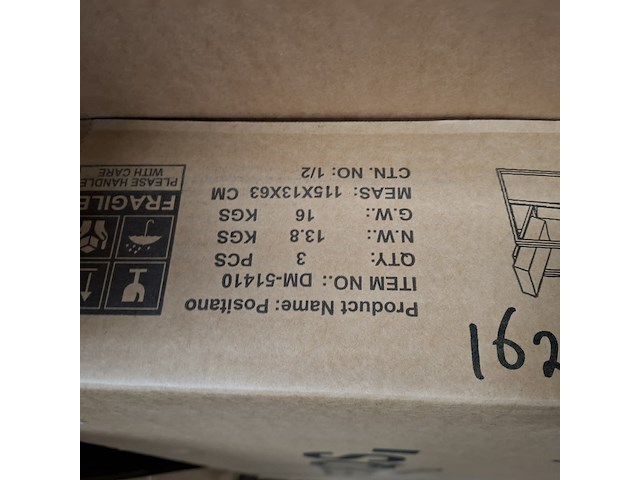 Product Name: Positano
ITEM NO.: DM-51410
QTY: 3 PCS
N.W.: 13.8 KGS
G.W.: 16 KGS
MEAS: 115X13X63 CM
CTN. NO: 1/2
FRAGILE
PLEASE HANDLE
WITH CARE
162